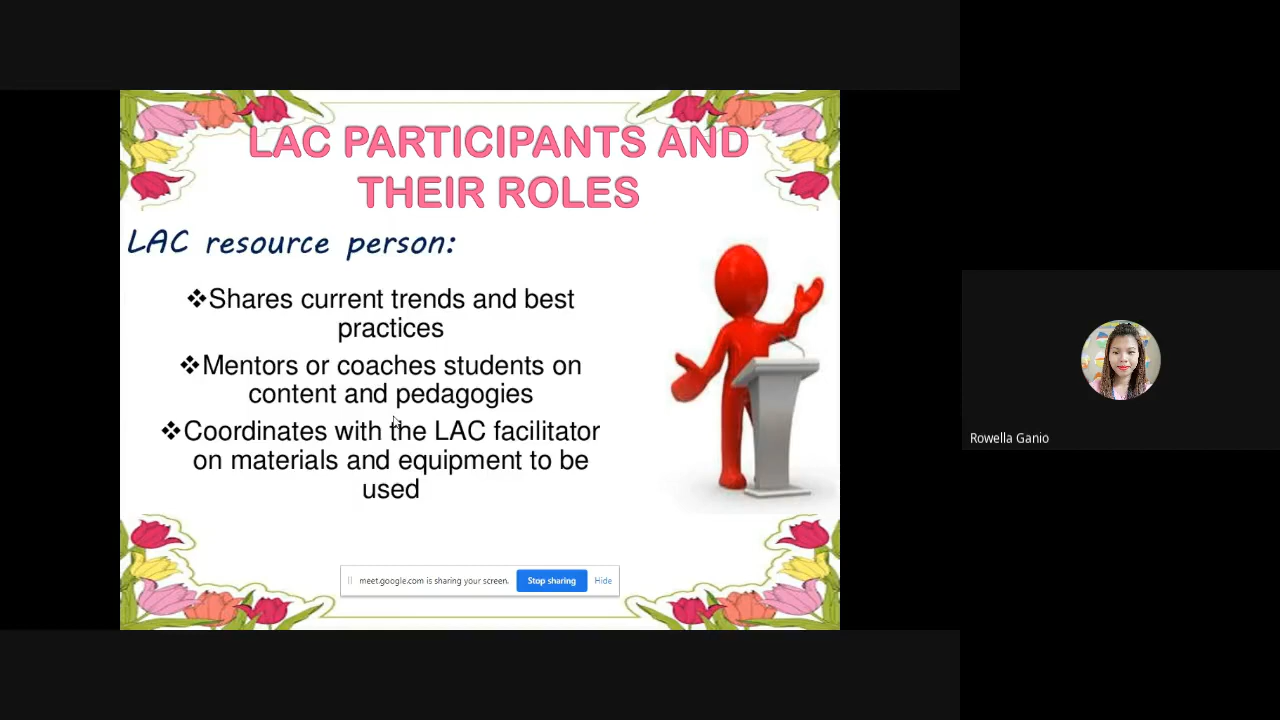 LAC PARTICIPANTS AND
THEIR ROLES
LAC resource person:
❖Shares current trends and best
practices
❖Mentors or coaches students on
content and pedagogies
❖Coordinates with the LAC facilitator
on materials and equipment to be
used
meet.google.com is sharing your screen. Stop sharing Hide
Rowella Ganio